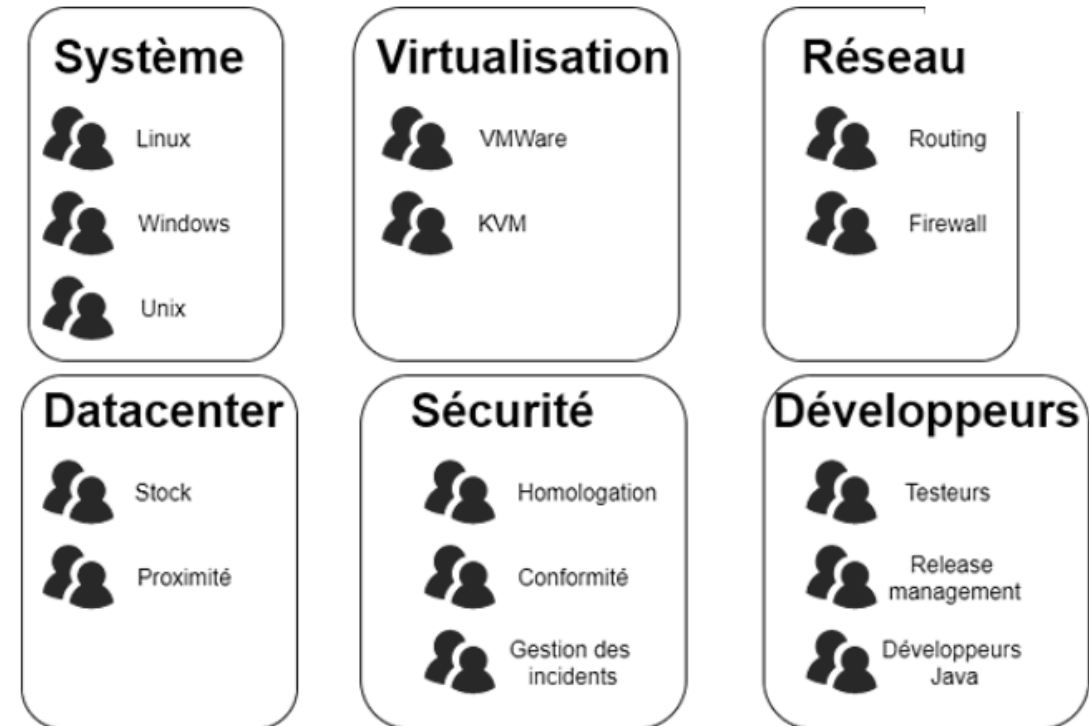 Système
Linux
Windows
Unix
Virtualisation
VMWare
KVM
Réseau
Routing
Firewall
Datacenter
Stock
Proximité
Sécurité
Homologation
Conformité
Gestion des
incidents
Développeurs
Testeurs
Release
management
Développeurs
Java